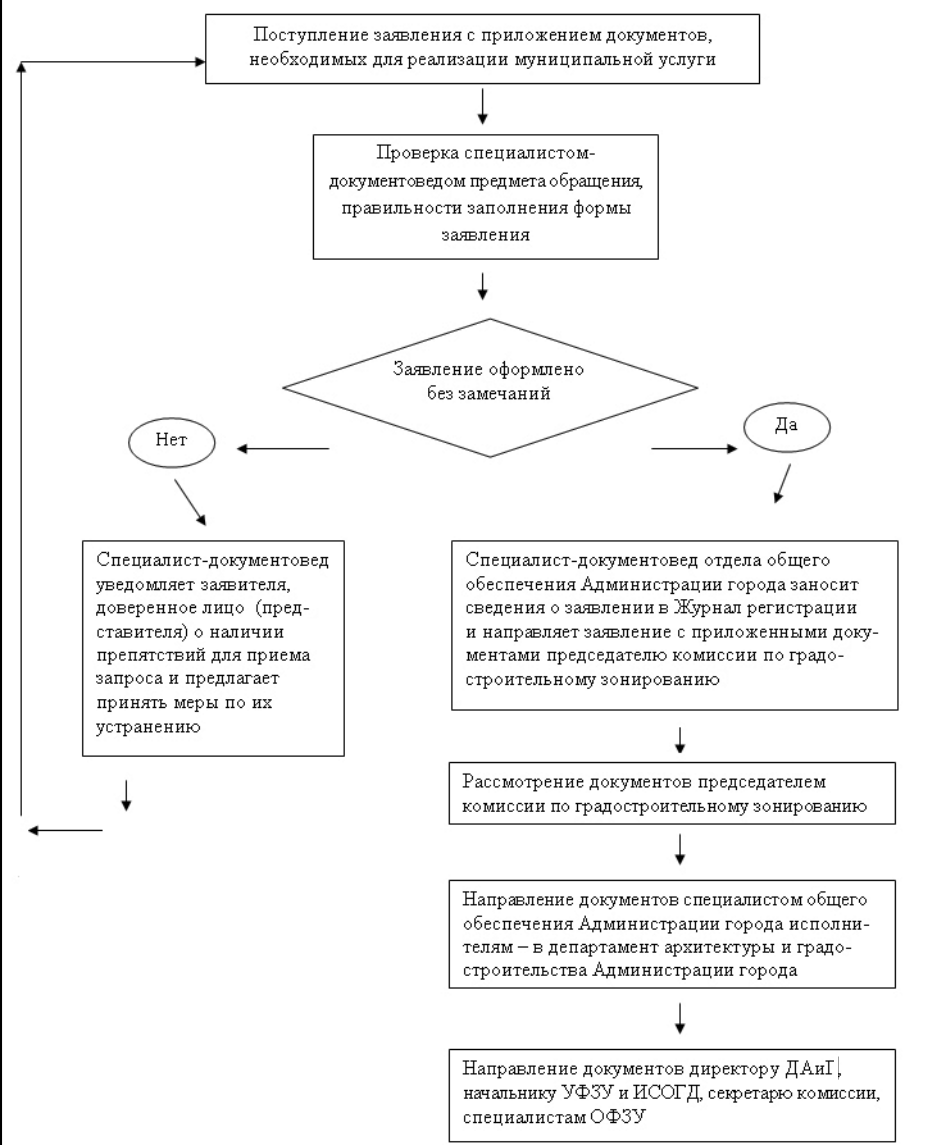 Поступление заявления с приложением документов,
необходимых для реализации муниципальной услуги
Проверка специалистом-
документоведом предмета обращения,
правильности заполнения формы
заявления
Заявление оформлено
без замечаний
Нет
Да
Специалист-документовед
уведомляет заявителя,
доверенное лицо (пред-
ставителя) о наличии
препятствий для приема
запроса и предлагает
принять меры по их
устранению
Специалист-документовед отдела общего
обеспечения Администрации города заносит
сведения о заявлении в Журнал регистрации
и направляет заявление с приложенными доку-
ментами председателю комиссии по градо-
строительному зонированию
Рассмотрение документов председателем
комиссии по градостроительному зонированию
Направление документов специалистом общего
обеспечения Администрации города исполни-
телям – в департамент архитектуры и градо-
строительства Администрации города
Направление документов директору ДАиГ,
начальнику УФЗУ и ИСОГД, секретарю комиссии,
специалистам ОФЗУ